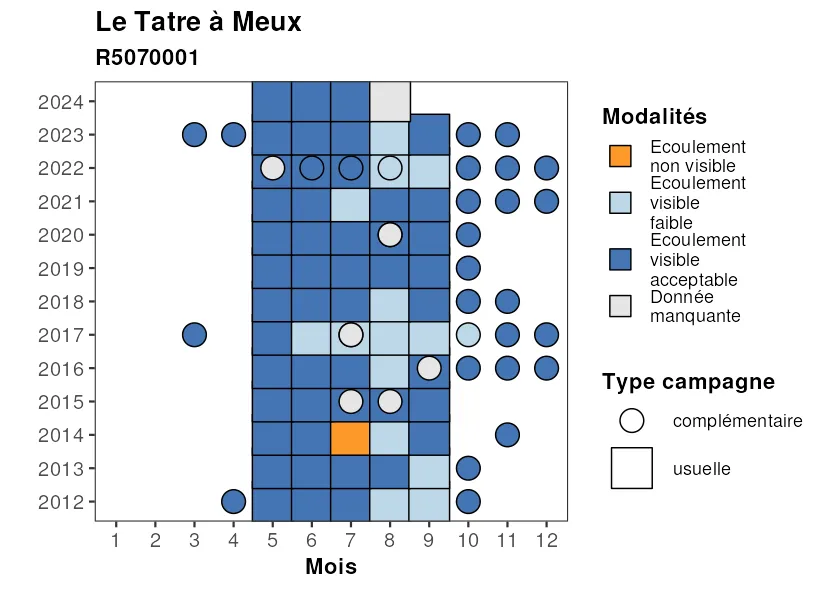 Le Tatre à Meux
R5070001
2024
2023
2022
2021
2020
2019
2018
2017
2016
2015
2014
2013
2012
1 2 3 4 5 6 7 8 9 10 11 12
Mois
Modalités
Ecoulement
non visible
Ecoulement
visible
faible
Ecoulement
visible
acceptable
Donnée
manquante
Type campagne
complémentaire
usuelle